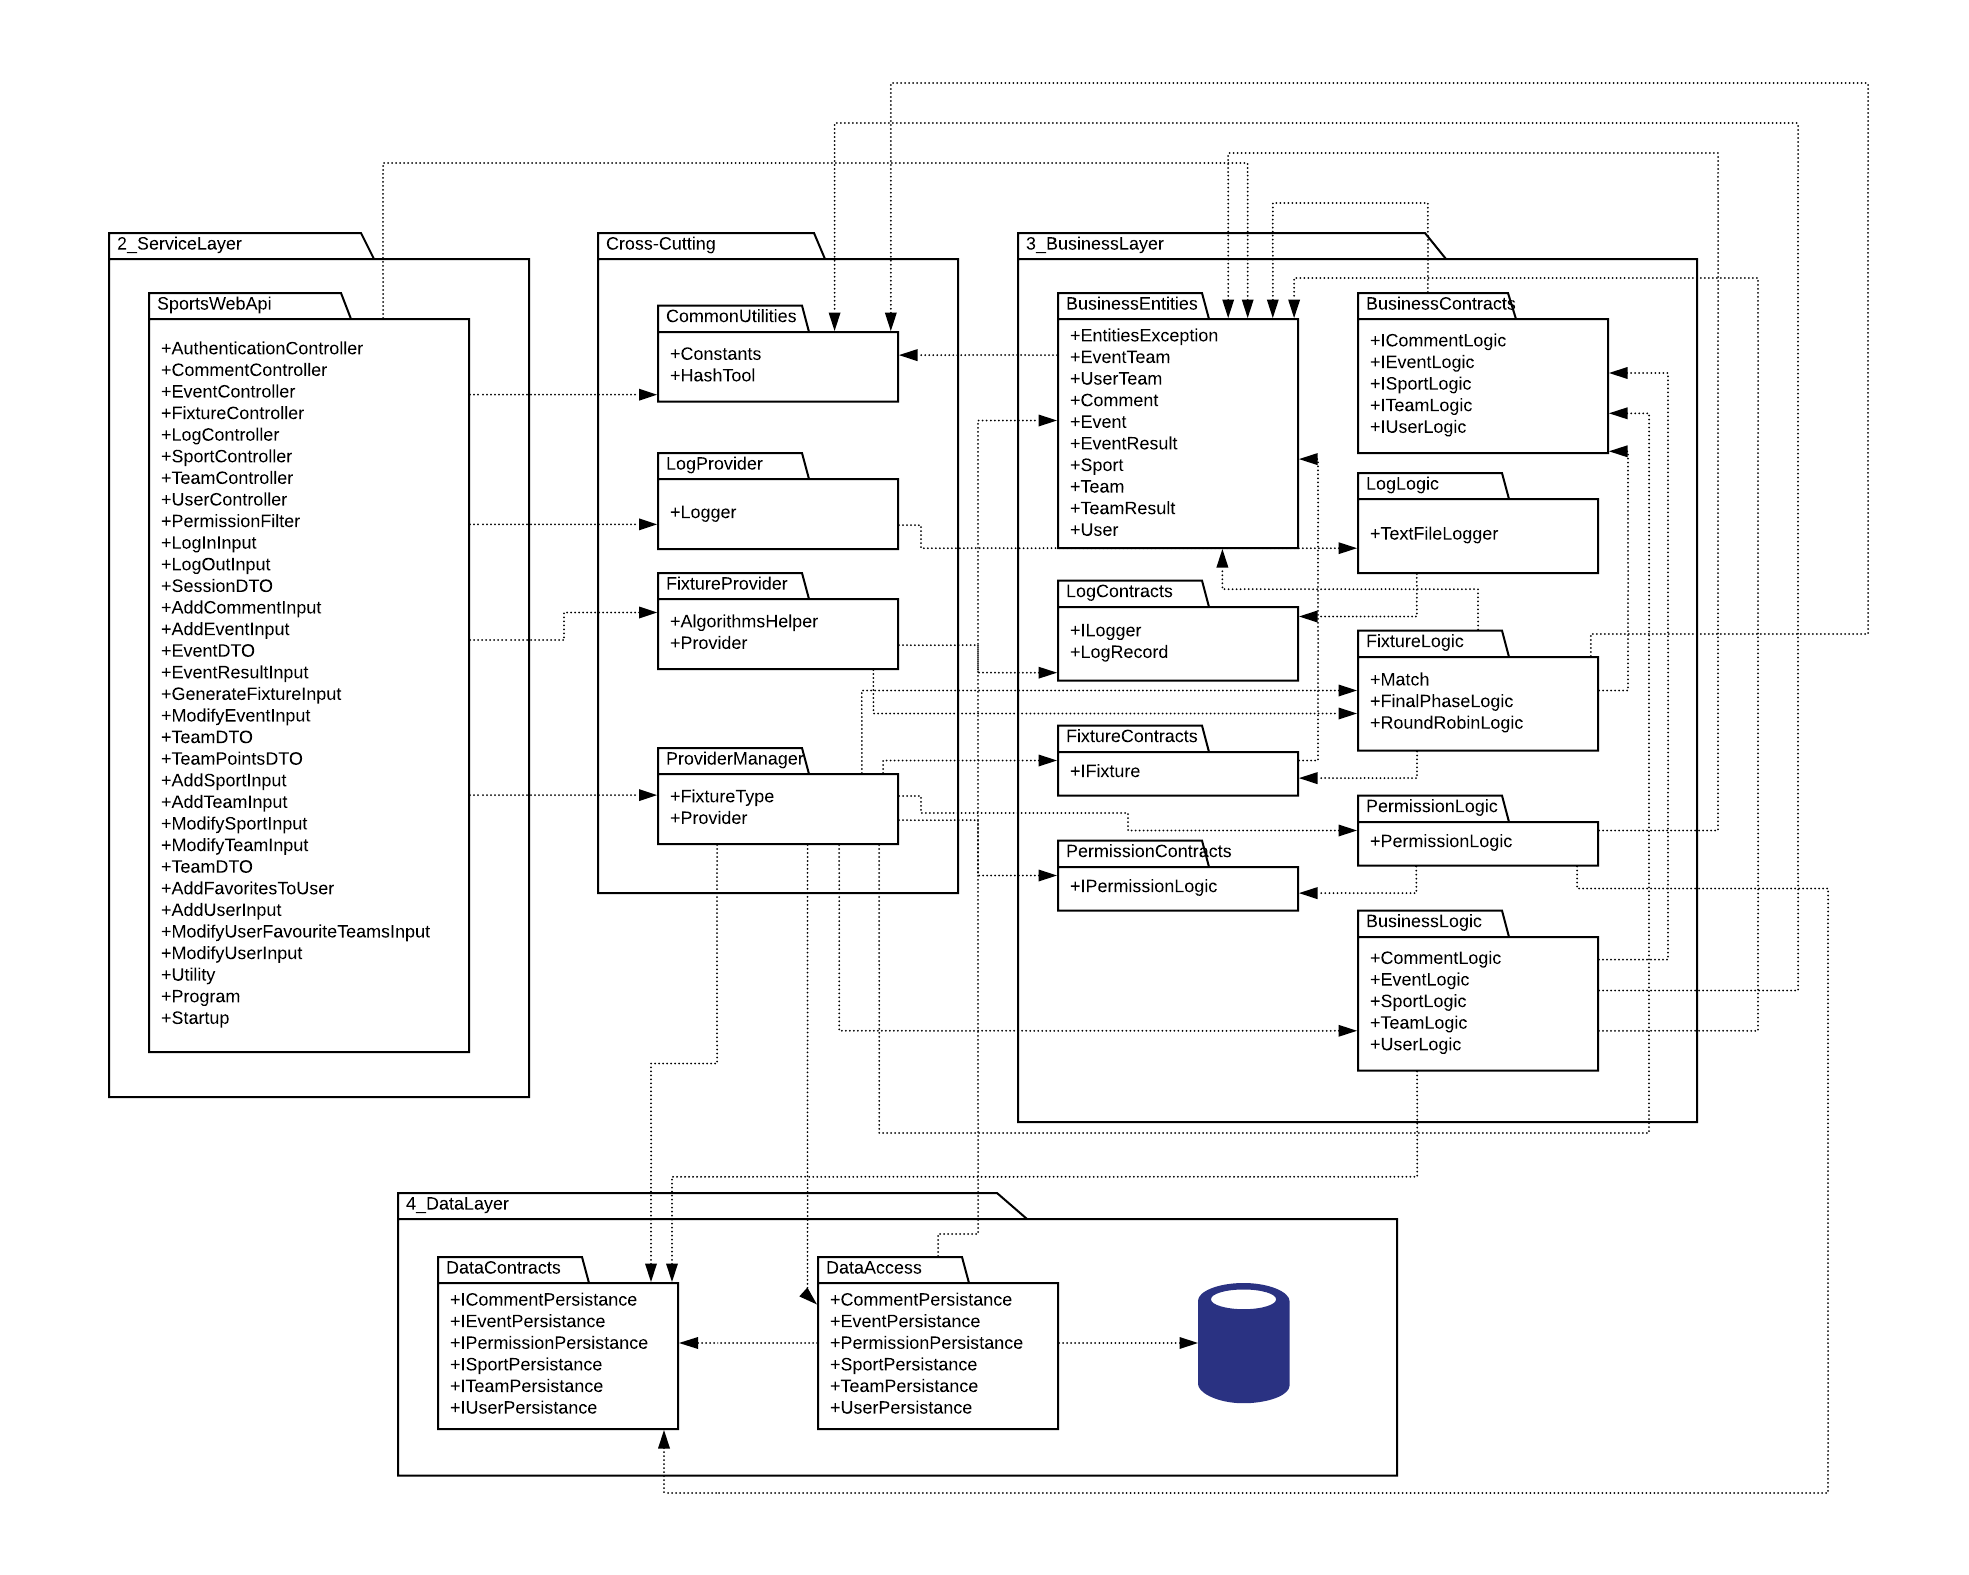 2_ServiceLayer
SportsWebApi
+AuthenticationController
+CommentController
+EventController
+FixtureController
+LogController
+SportController
+TeamController
+UserController
+PermissionFilter
+LogInInput
+LogOutInput
+SessionDTO
+AddCommentInput
+AddEventInput
+EventDTO
+EventResultInput
+GenerateFixtureInput
+ModifyEventInput
+TeamDTO
+TeamPointsDTO
+AddSportInput
+AddTeamInput
+ModifySportInput
+ModifyTeamInput
+TeamDTO
+AddFavoritesToUser
+AddUserInput
+ModifyUserFavouriteTeamsInput
+ModifyUserInput
+Utility
+Program
+Startup
Cross-Cutting
CommonUtilities
+Constants
+HashTool
LogProvider
+Logger
FixtureProvider
+AlgorithmsHelper
+Provider
ProviderManager
+FixtureType
+Provider
3_BusinessLayer
BusinessEntities
+EntitiesException
+EventTeam
+UserTeam
+Comment
+Event
+EventResult
+Sport
+Team
+TeamResult
+User
LogContracts
+ILogger
+LogRecord
FixtureContracts
+IFixture
PermissionContracts
+IPermissionLogic
BusinessContracts
+ICommentLogic
+IEventLogic
+ISportLogic
+ITeamLogic
+IUserLogic
LogLogic
+TextFileLogger
FixtureLogic
+Match
+FinalPhaseLogic
+RoundRobinLogic
PermissionLogic
+PermissionLogic
BusinessLogic
+CommentLogic
+EventLogic
+SportLogic
+TeamLogic
+UserLogic
4_DataLayer
DataContracts
+ICommentPersistance
+IEventPersistance
+IPermissionPersistance
+ISportPersistance
+ITeamPersistance
+IUserPersistance
DataAccess
+CommentPersistance
+EventPersistance
+PermissionPersistance
+SportPersistance
+TeamPersistance
+UserPersistance